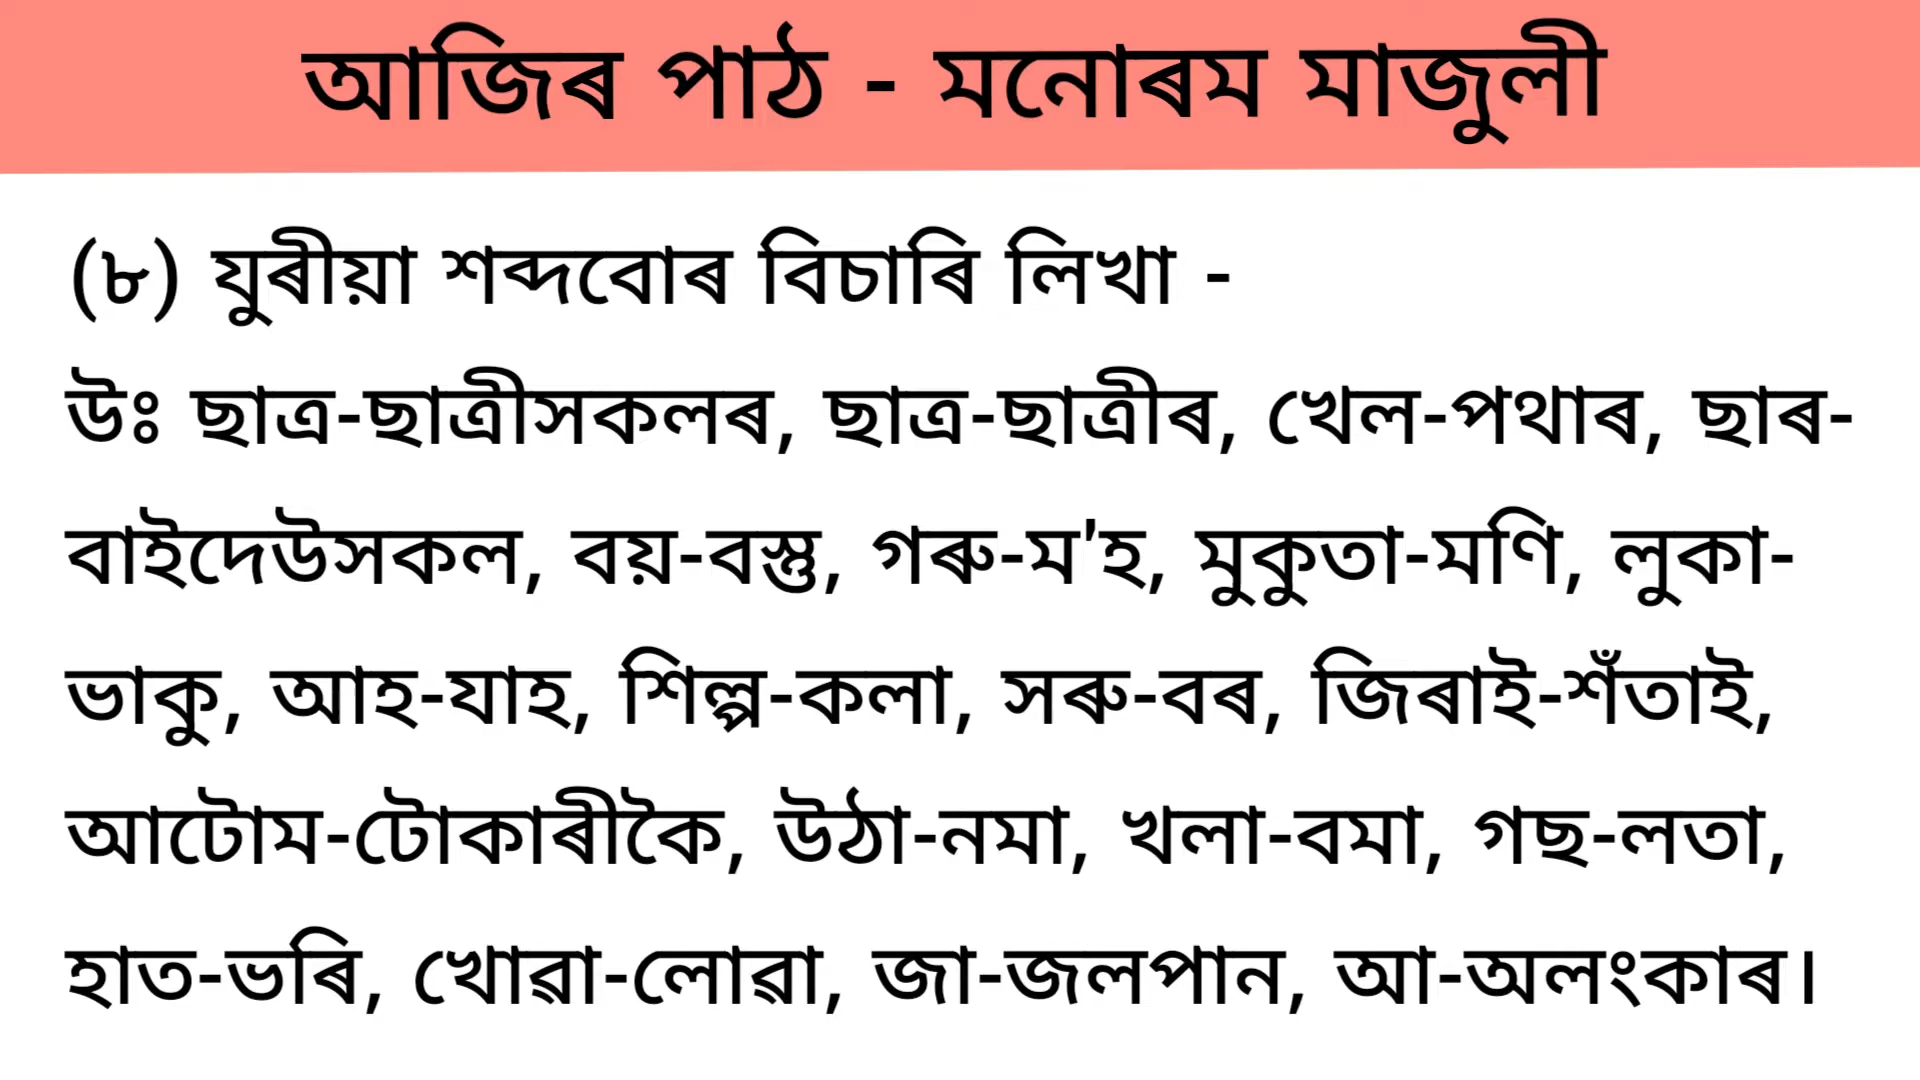 আজিৰ পাঠ - মনোৰম মাজুলী
(৮) যুৰীয়া শব্দবোৰ বিচাৰি লিখা -
উঃ ছাত্ৰ-ছাত্ৰীসকলৰ, ছাত্ৰ-ছাত্ৰীৰ, খেল-পথাৰ, ছাৰ-
বাইদেউসকল, বয়-বস্তু, গৰু-ম'হ, মুকুতা-মণি, লুকা-
ভাকু, আহ-যাহ, শিল্প-কলা, সৰু-বৰ, জিৰাই-শঁতাই,
আটোম-টোকাৰীকৈ, উঠা-নমা, খলা-বমা, গছ-লতা,
হাত-ভৰি, খোৱা-লোৱা, জা-জলপান, আ-অলংকাৰ।